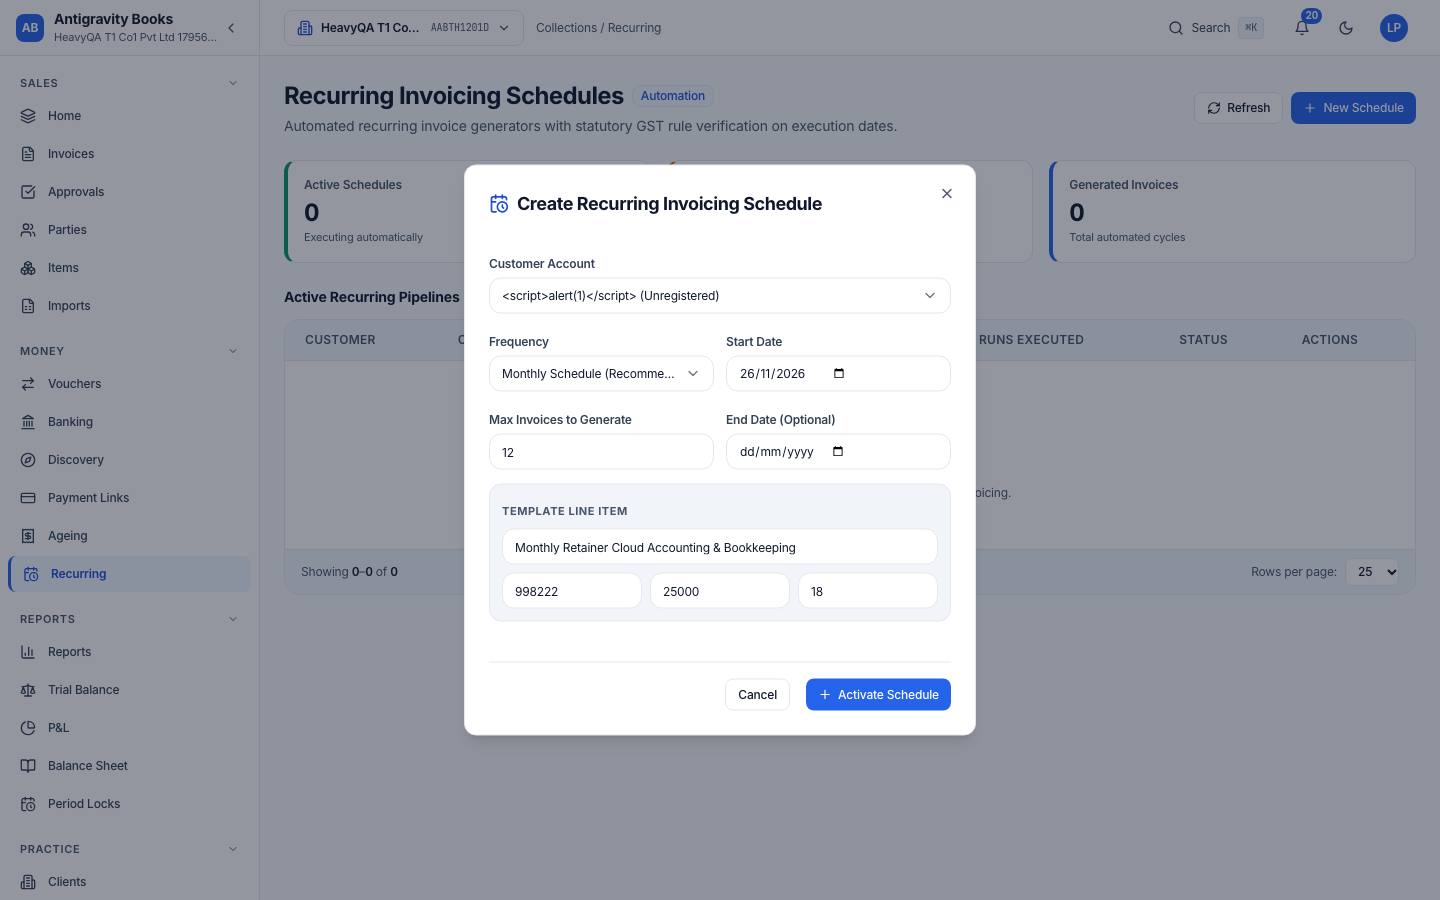 AB
Antigravity Books
HeavyQA T1 Co1 Pvt Ltd 17956...
HeavyQA T1 Co...
AABTH1201D
Collections / Recurring
Search
⌘K
20
LP
SALES
Home
Invoices
Approvals
Parties
Items
Imports
MONEY
Vouchers
Banking
Discovery
Payment Links
Ageing
Recurring
REPORTS
Reports
Trial Balance
P&L
Balance Sheet
Period Locks
PRACTICE
Clients
Recurring Invoicing Schedules
Automation
Automated recurring invoice generators with statutory GST rule verification on execution dates.
Refresh
New Schedule
Active Schedules
0
Executing automatically
Generated Invoices
0
Total automated cycles
Active Recurring Pipelines
CUSTOMER
RUNS EXECUTED
STATUS
ACTIONS
Showing 0–0 of 0
Rows per page:
25
Create Recurring Invoicing Schedule
Customer Account
<script>alert(1)</script> (Unregistered)
Frequency
Start Date
Monthly Schedule (Recomme...
26/11/2026
Max Invoices to Generate
End Date (Optional)
12
dd/mm/yyyy
TEMPLATE LINE ITEM
Monthly Retainer Cloud Accounting & Bookkeeping
998222
25000
18
Cancel
Activate Schedule